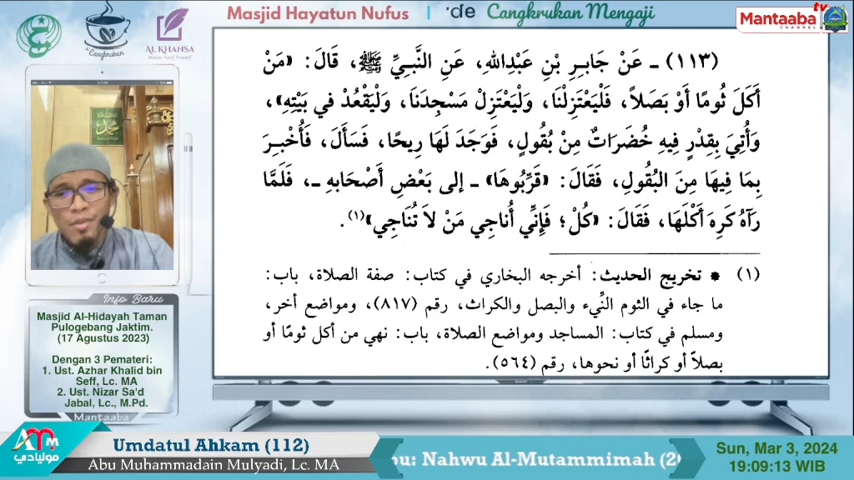 Masjid Hayatun Nufus | ode Cangkrukan Mengaji
Mantaaba tv
Cangkrukan
AL KHANSA
(١١٣) ـ عَنْ جَابِرِ بْنِ عَبْدِاللهِ، عَنِ النَّبِيِّ ﷺ، قَالَ: «مَنْ
أَكَلَ ثُومًا أَوْ بَصَلاً، فَلْيَعْتَزِلْنَا، وَلْيَعْتَزِلْ مَسْجِدَنَا، وَلْيَقْعُدْ في بَيْتِهِ»،
وَأُتِيَ بِقِدْرٍ فِيهِ خُضَرَاتٌ مِنْ بُقُولٍ، فَوَجَدَ لَهَا رِيحًا، فَسَأَلَ، فَأُخْبِرَ
بِمَا فِيهَا مِنَ البُقُولِ، فَقَالَ: «قَرِّبُوهَا» ـ إلى بَعْضِ أَصْحَابِهِ ـ، فَلَمَّا
رَآهُ كَرِهَ أَكْلَهَا، فَقَالَ: «كُلْ؛ فَإِنِّي أُنَاجِي مَنْ لاَ تُنَاجِي»(١).
(١) * تخريج الحديث: أخرجه البخاري في كتاب: صفة الصلاة، باب:
ما جاء في الثوم النِّيء والبصل والكراث، رقم (٨١٧)، ومواضع أخر،
ومسلم في كتاب: المساجد ومواضع الصلاة، باب: نهي من أكل ثومًا أو
بصلاً أو كراثًا أو نحوها، رقم (٥٦٤).
Info Baru
Masjid Al-Hidayah Taman
Pulogebang Jaktim.
(17 Agustus 2023)
Dengan 3 Pemateri:
1. Ust. Azhar Khalid bin
Seff, Lc. MA
2. Ust. Nizar Sa'd
Jabal, Lc., M.Pd.
Mantaaba
موليادي
Umdatul Ahkam (112)
Abu Muhammadain Mulyadi, Lc. MA
bu: Nahwu Al-Mutammimah (2
Sun, Mar 3, 2024
19:09:13 WIB